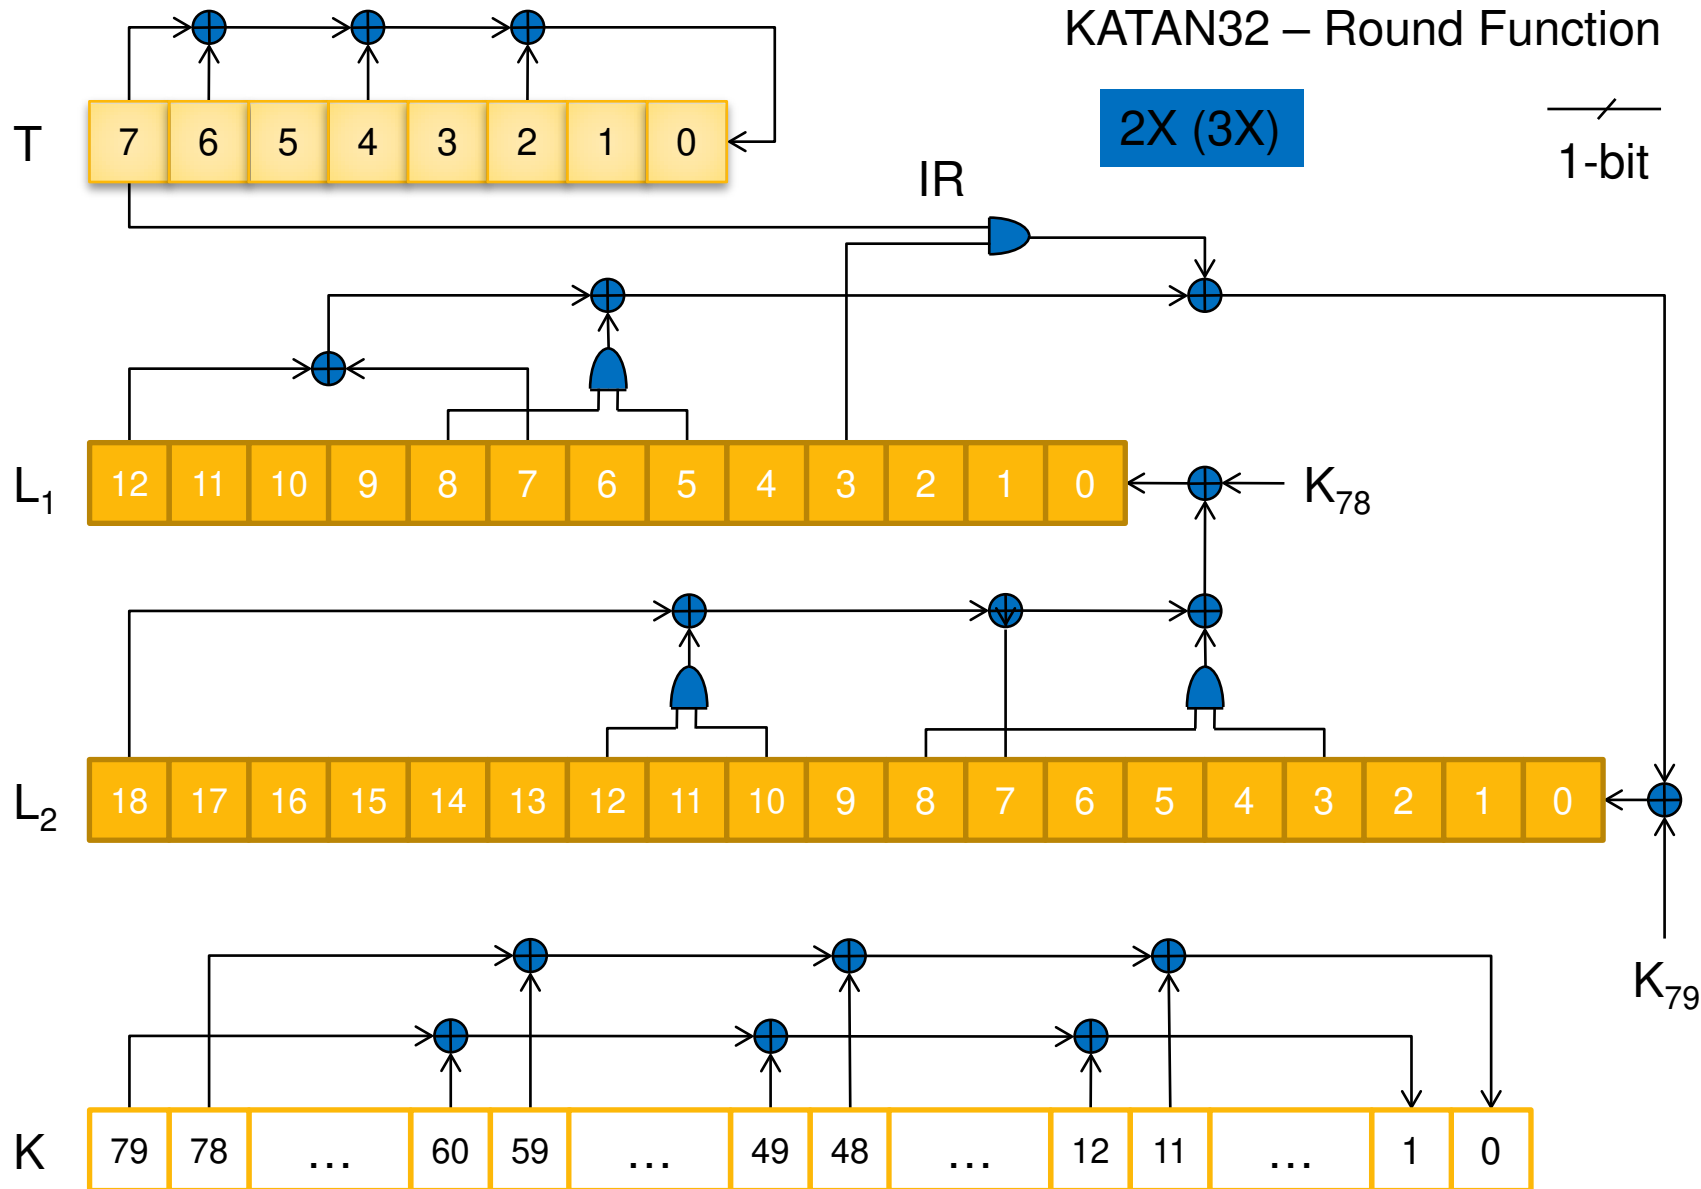 KATAN32 – Round Function
2X (3X)
1-bit
T
7 6 5 4 3 2 1 0
IR
L1
12 11 10 9 8 7 6 5 4 3 2 1 0
K78
L2
18 17 16 15 14 13 12 11 10 9 8 7 6 5 4 3 2 1 0
K79
K
79 78 ... 60 59 ... 49 48 ... 12 11 ... 1 0